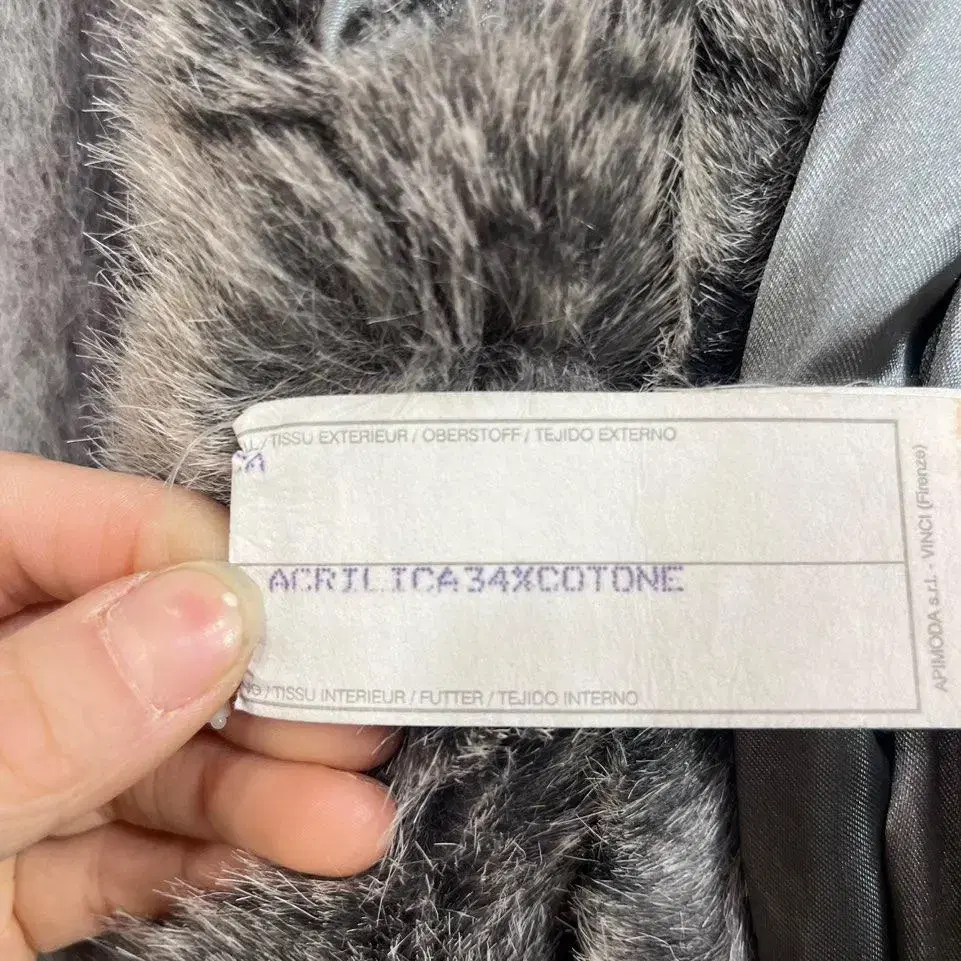 / TISSU EXTERIEUR / OBERSTOFF / TEJIDO EXTERNO
ACRILICA34%COTONE
/ TISSU INTERIEUR / FUTTER / TEJIDO INTERNO
APIMODA s.r.l. - VINCI (Firenze)